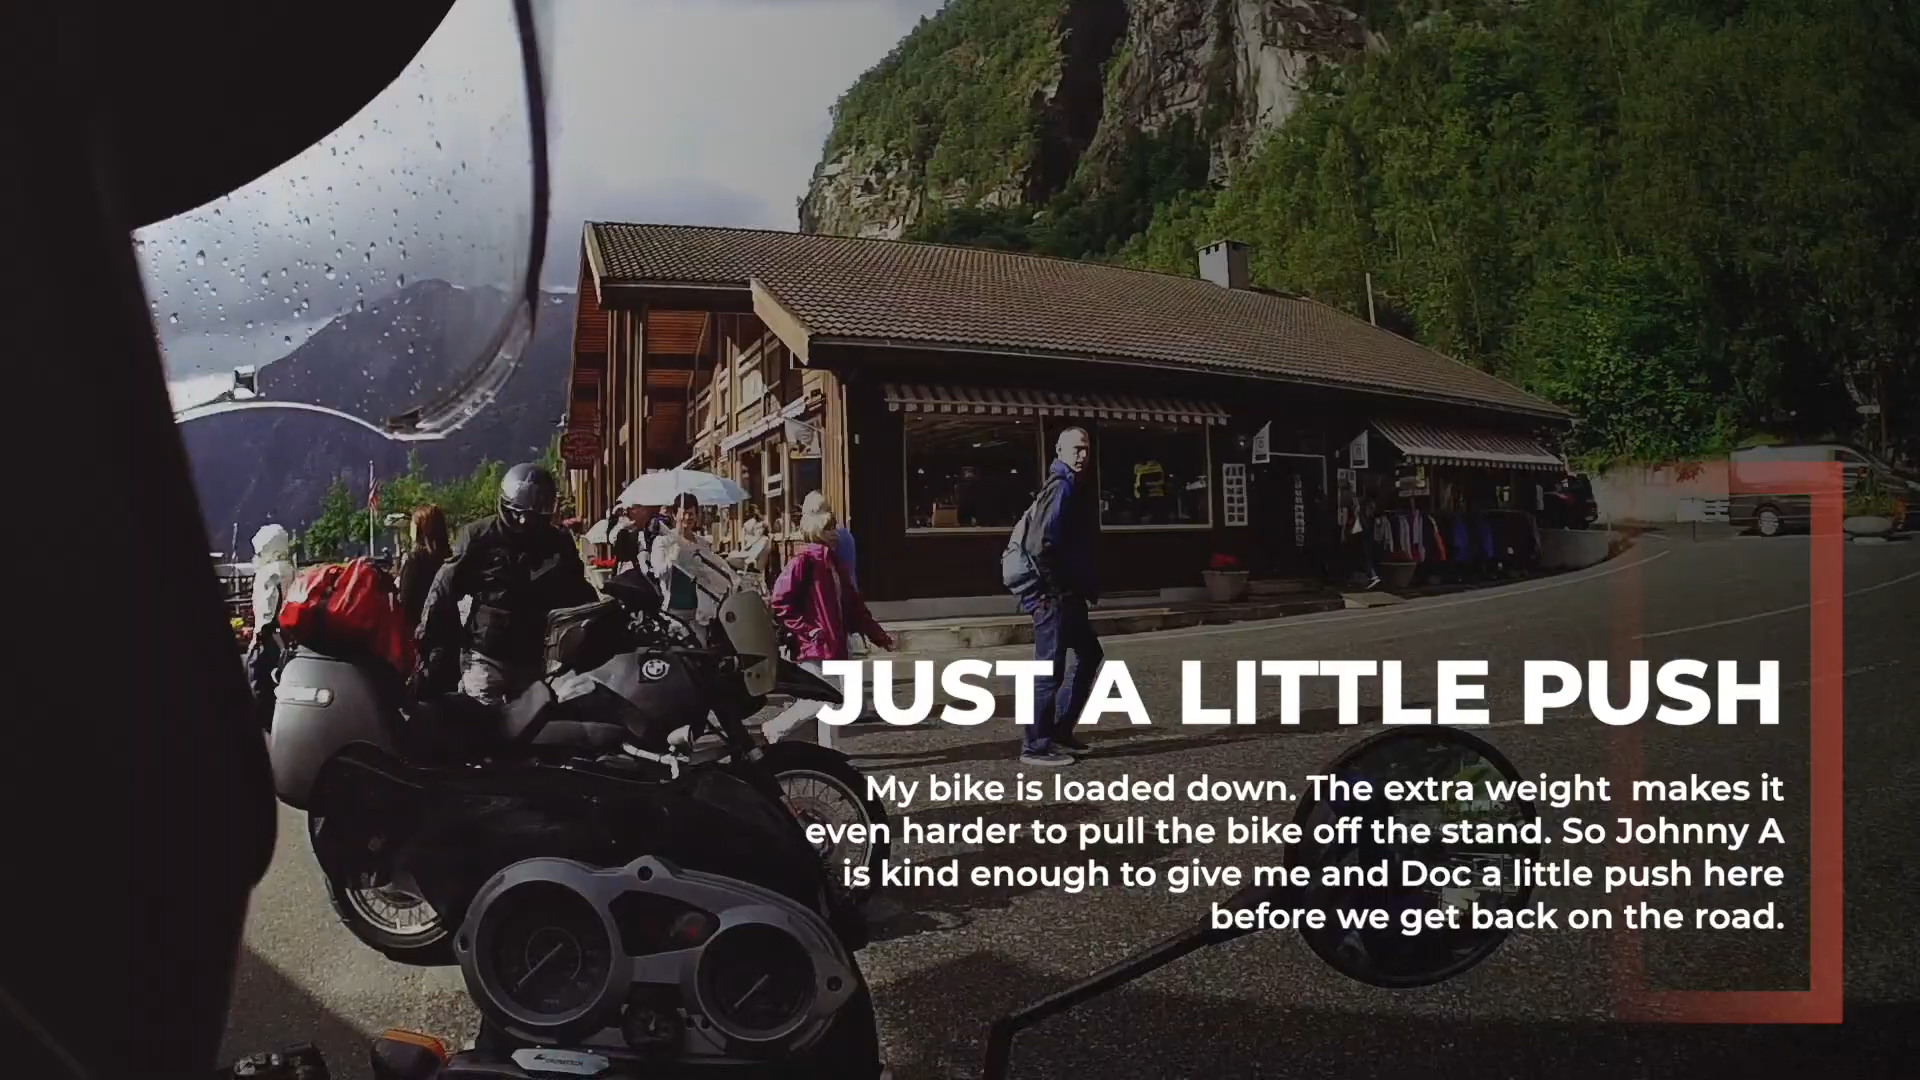 JUST A LITTLE PUSH
My bike is loaded down. The extra weight  makes it
even harder to pull the bike off the stand. So Johnny A
is kind enough to give me and Doc a little push here
before we get back on the road.